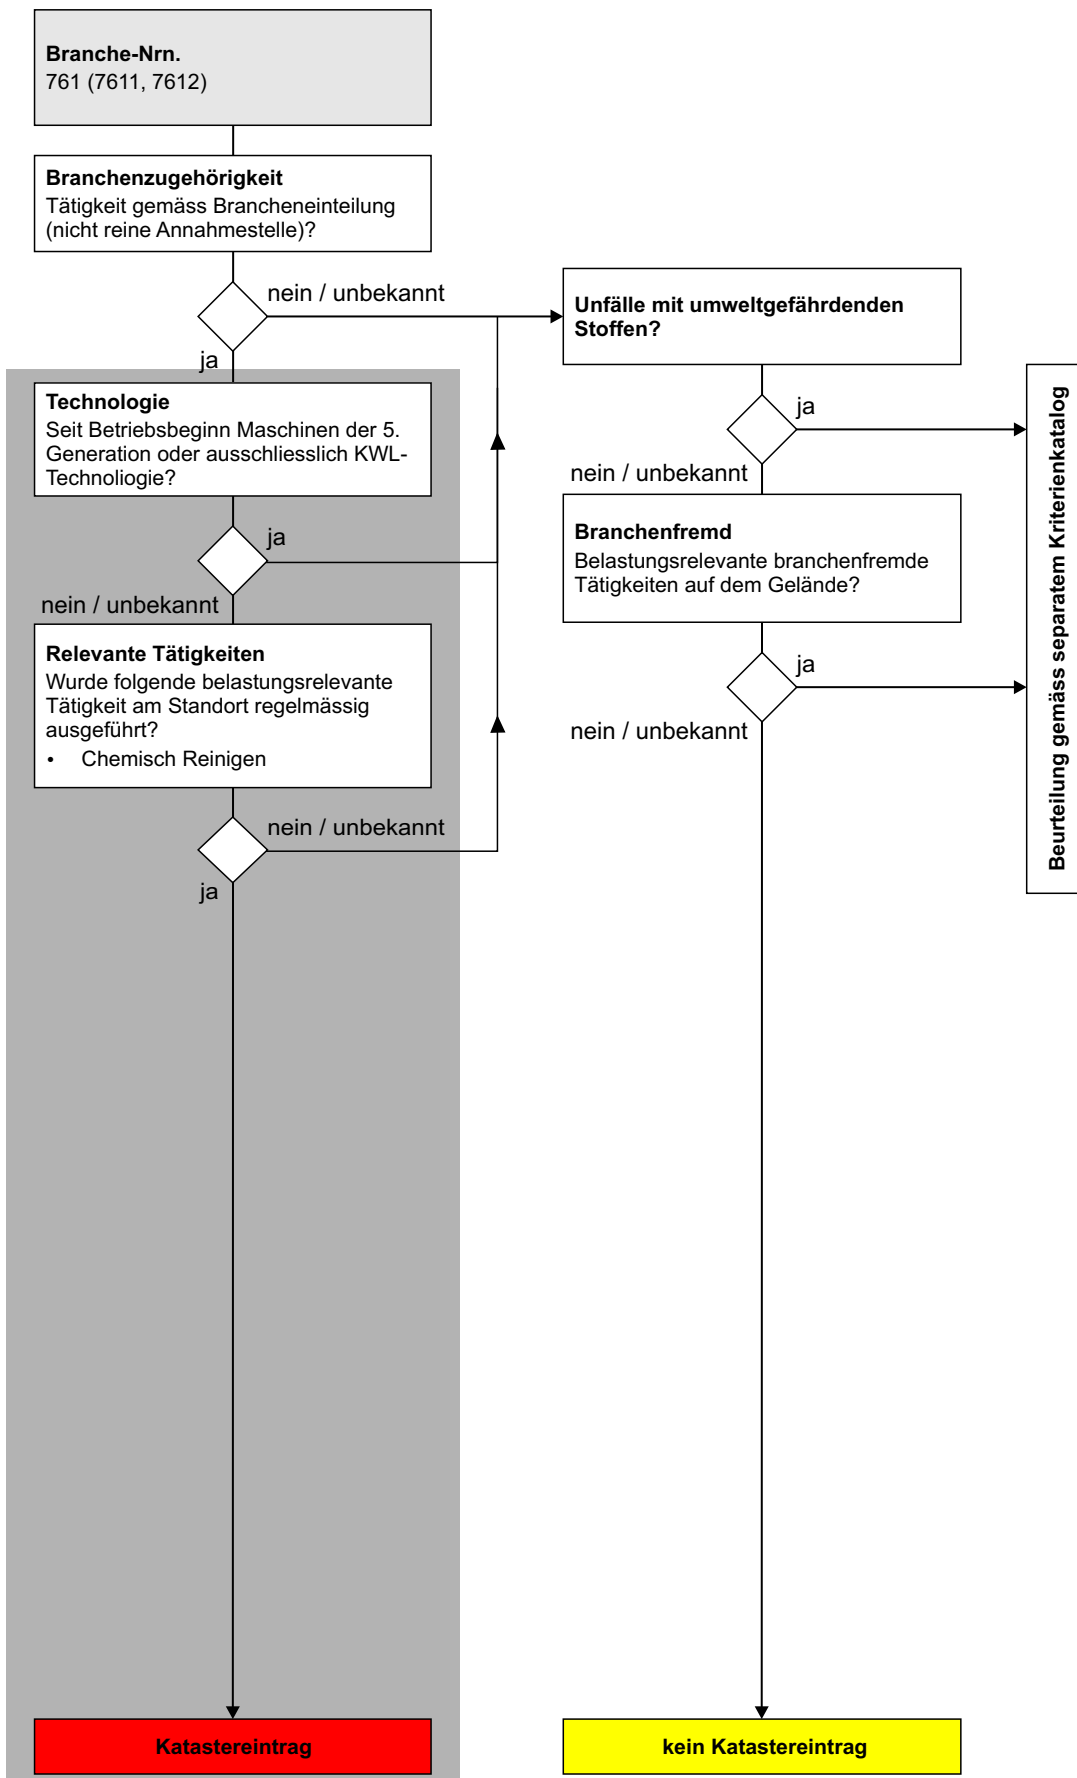 Branche-Nrn.
761 (7611, 7612)
Branchenzugehörigkeit
Tätigkeit gemäss Brancheneinteilung
(nicht reine Annahmestelle)?
nein / unbekannt
ja
Technologie
Seit Betriebsbeginn Maschinen der 5.
Generation oder ausschliesslich KWL-
Technoliogie?
ja
nein / unbekannt
Relevante Tätigkeiten
Wurde folgende belastungsrelevante
Tätigkeit am Standort regelmässig
ausgeführt?
• Chemisch Reinigen
nein / unbekannt
ja
Katastereintrag
Unfälle mit umweltgefährdenden
Stoffen?
ja
nein / unbekannt
Branchenfremd
Belastungsrelevante branchenfremde
Tätigkeiten auf dem Gelände?
ja
nein / unbekannt
kein Katastereintrag
Beurteilung gemäss separatem Kriterienkatalog